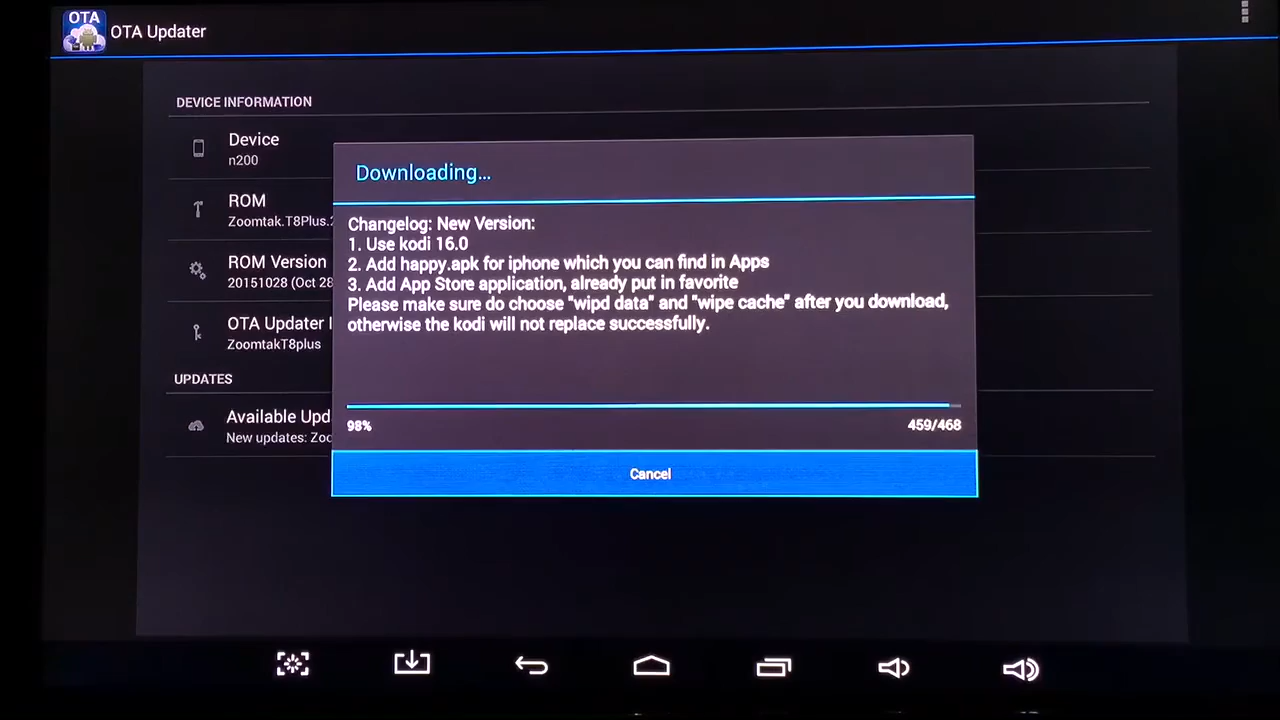 OTA
OTA Updater
DEVICE INFORMATION
Device
n200
ROM
Zoomtak.T8Plus.
ROM Version
20151028 (Oct 28
OTA Updater
ZoomtakT8plus
UPDATES
Available Upd
New updates: Zoo
Downloading...
Changelog: New Version:
1. Use kodi 16.0
2. Add happy.apk for iphone which you can find in Apps
3. Add App Store application, already put in favorite
Please make sure do choose "wipd data" and "wipe cache" after you download,
otherwise the kodi will not replace successfully.
98%
459/468
Cancel